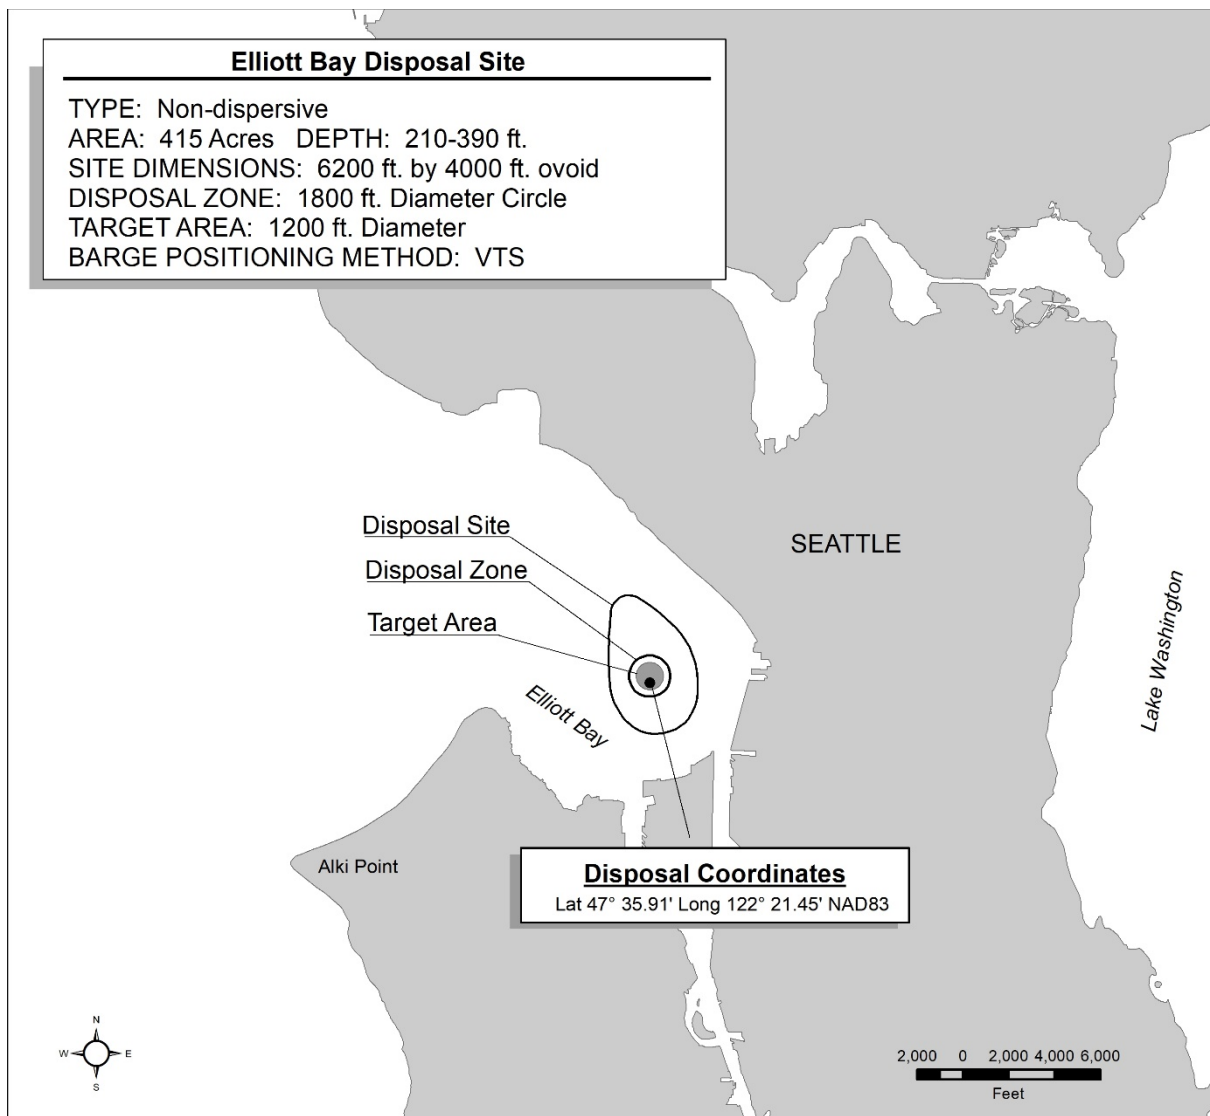 Elliott Bay Disposal Site
TYPE: Non-dispersive
AREA: 415 Acres DEPTH: 210-390 ft.
SITE DIMENSIONS: 6200 ft. by 4000 ft. ovoid
DISPOSAL ZONE: 1800 ft. Diameter Circle
TARGET AREA: 1200 ft. Diameter
BARGE POSITIONING METHOD: VTS
Disposal Site
SEATTLE
Disposal Zone
Target Area
Lake Washington
Elliott Bay
Alki Point
Disposal Coordinates
Lat 47° 35.91' Long 122° 21.45' NAD83
N
W E
S
2,000 0 2,000 4,000 6,000
Feet